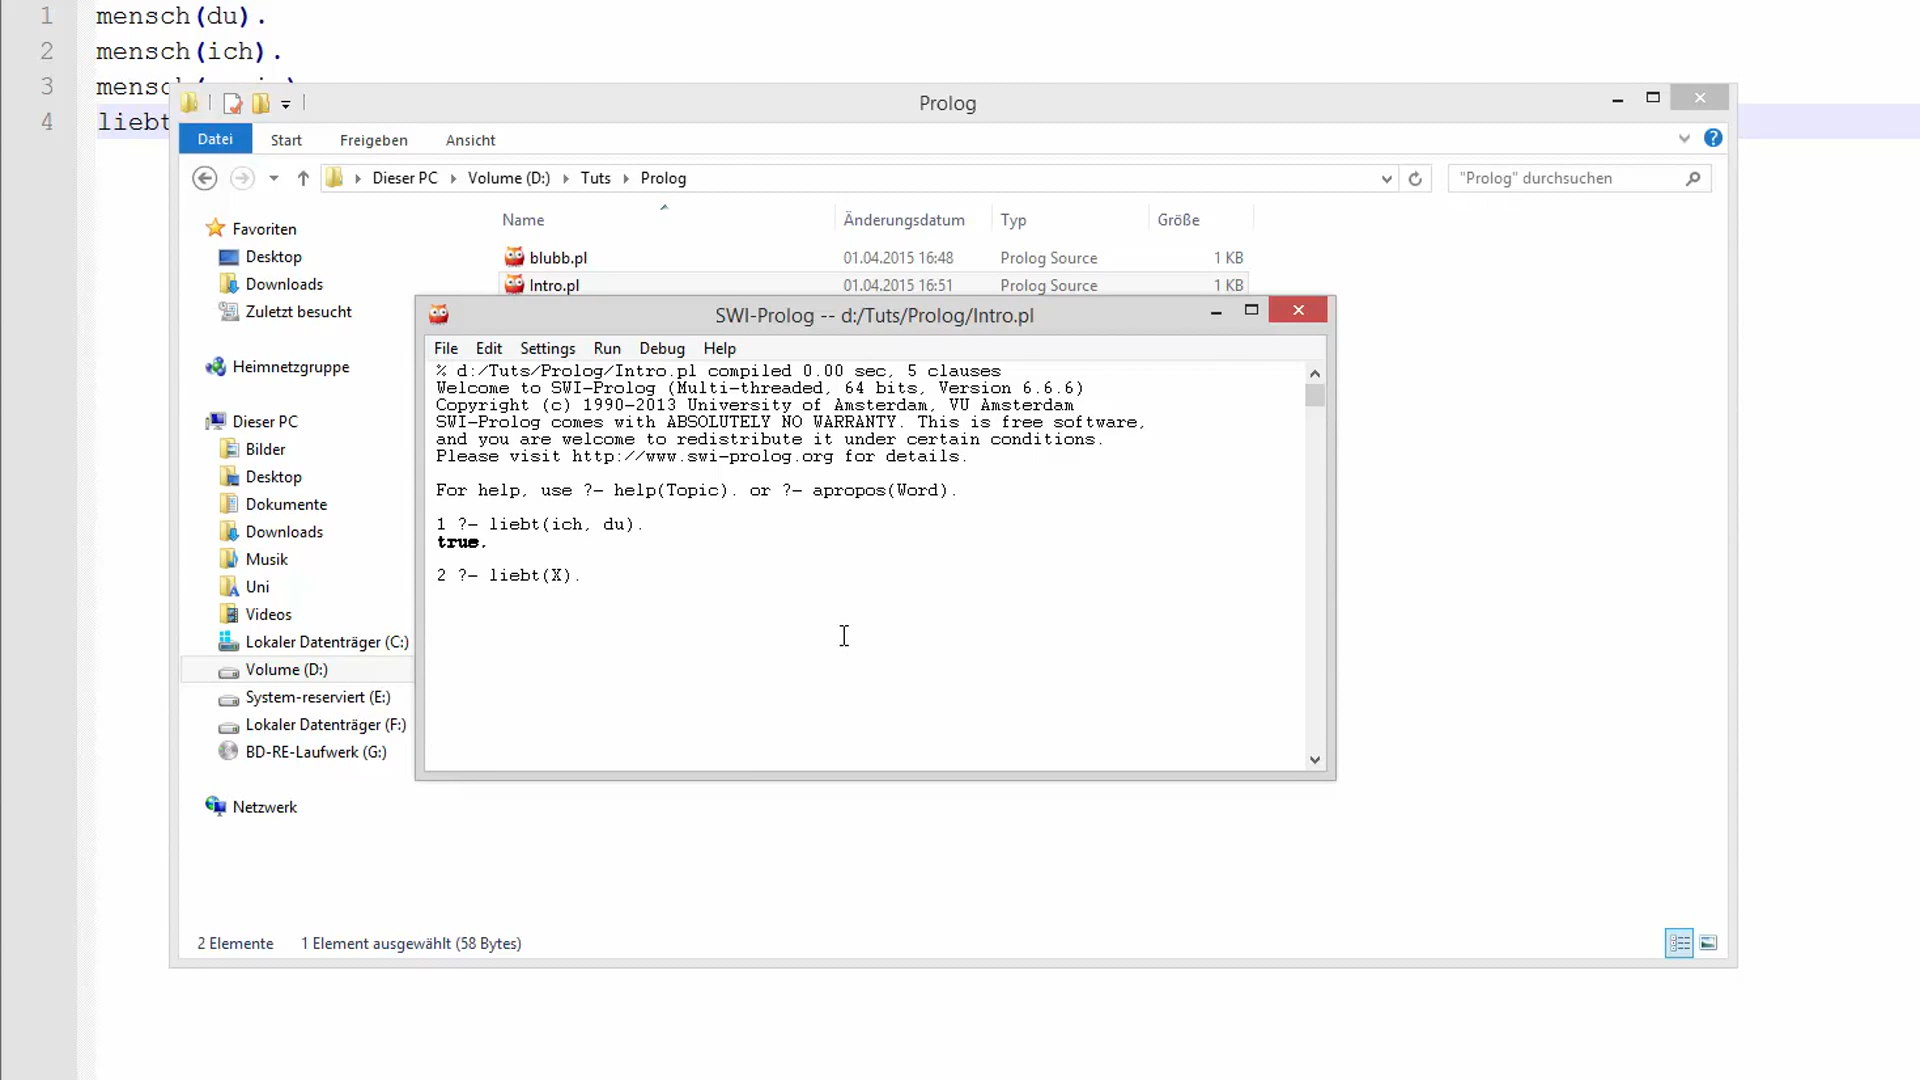 1 mensch(du).
2 mensch(ich).
3 mensch
4 liebt
Prolog
Datei Start Freigeben Ansicht
Dieser PC Volume (D:) Tuts Prolog
"Prolog" durchsuchen
Name Änderungsdatum Typ Größe
blubb.pl 01.04.2015 16:48 Prolog Source 1 KB
Intro.pl 01.04.2015 16:51 Prolog Source 1 KB
Favoriten
Desktop
Downloads
Zuletzt besucht
Heimnetzgruppe
Dieser PC
Bilder
Desktop
Dokumente
Downloads
Musik
Uni
Videos
Lokaler Datenträger (C:)
Volume (D:)
System-reserviert (E:)
Lokaler Datenträger (F:)
BD-RE-Laufwerk (G:)
Netzwerk
SWI-Prolog -- d:/Tuts/Prolog/Intro.pl
File Edit Settings Run Debug Help
% d:/Tuts/Prolog/Intro.pl compiled 0.00 sec, 5 clauses
Welcome to SWI-Prolog (Multi-threaded, 64 bits, Version 6.6.6)
Copyright (c) 1990-2013 University of Amsterdam, VU Amsterdam
SWI-Prolog comes with ABSOLUTELY NO WARRANTY. This is free software,
and you are welcome to redistribute it under certain conditions.
Please visit http://www.swi-prolog.org for details.
For help, use ?- help(Topic). or ?- apropos(Word).
1 ?- liebt(ich, du).
true.
2 ?- liebt(X).
2 Elemente 1 Element ausgewählt (58 Bytes)